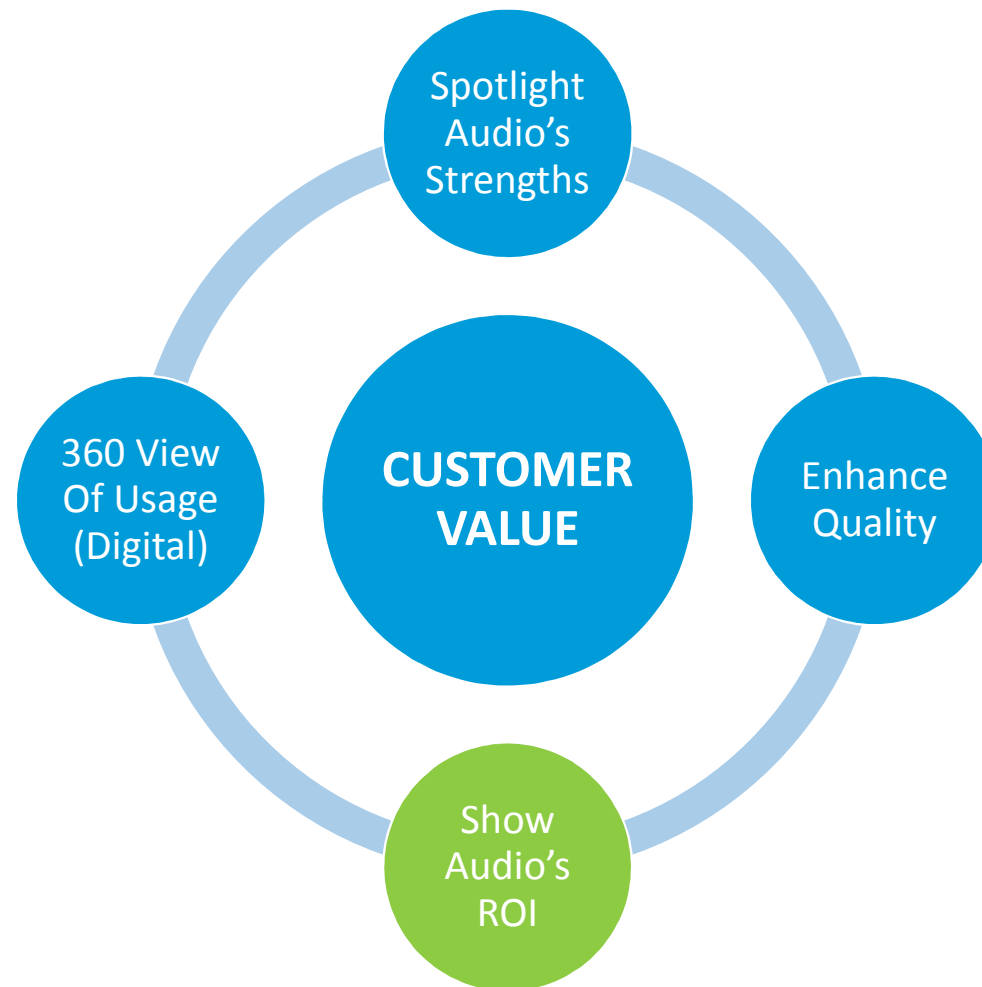 Spotlight
Audio’s
Strengths
360 View
Of Usage
(Digital)
CUSTOMER
VALUE
Enhance
Quality
Show
Audio’s
ROI